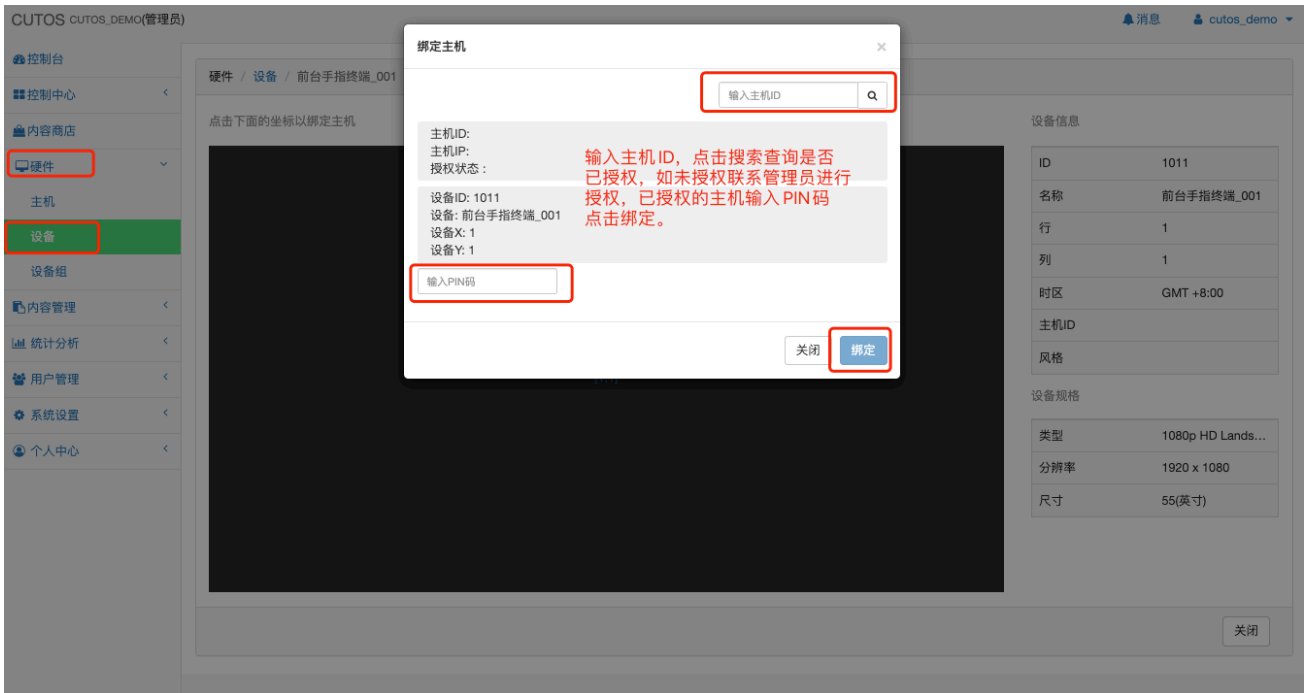 CUTOS CUTOS_DEMO(管理员)
消息
cutos_demo
控制台
控制中心
内容商店
硬件
主机
设备
设备组
内容管理
统计分析
用户管理
系统设置
个人中心
硬件 / 设备 / 前台手指终端_001
点击下面的坐标以绑定主机
绑定主机
×
输入主机ID
主机ID:
主机IP:
授权状态 :
设备ID: 1011
设备: 前台手指终端_001
设备X: 1
设备Y: 1
输入主机ID，点击搜索查询是否
已授权，如未授权联系管理员进行
授权，已授权的主机输入PIN码
点击绑定。
输入PIN码
关闭
绑定
设备信息
ID 1011
名称 前台手指终端_001
行 1
列 1
时区 GMT +8:00
主机ID
风格
设备规格
类型 1080p HD Lands...
分辨率 1920 x 1080
尺寸 55(英寸)
关闭